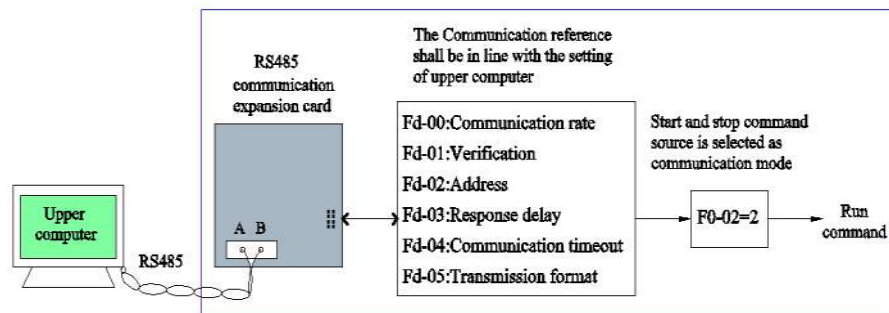 The Communication reference
shall be in line with the setting
of upper computer
RS485
communication
expansion card
Fd-00:Communication rate
Fd-01:Verification
Fd-02:Address
Fd-03:Response delay
Fd-04:Communication timeout
Fd-05:Transmission format
Start and stop command
source is selected as
communication mode
Upper
computer
A B
RS485
F0-02=2
Run
command